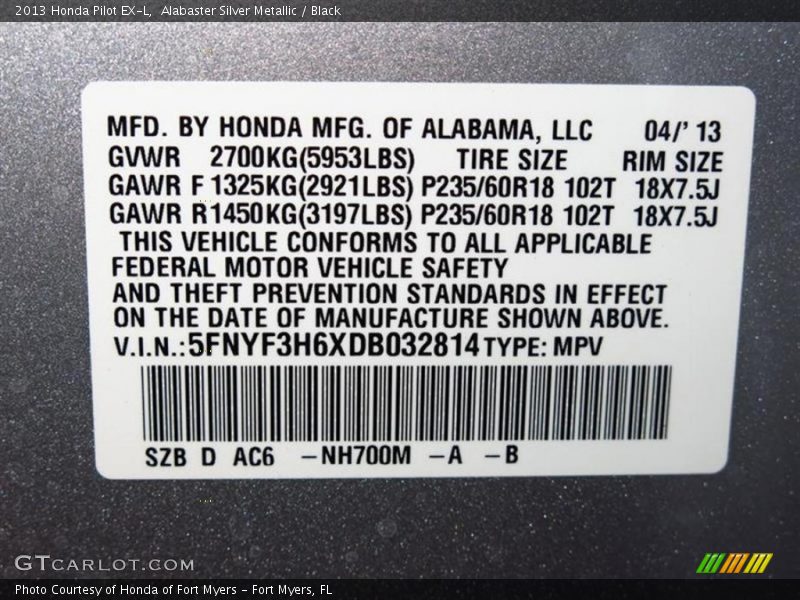 2013 Honda Pilot EX-L,  Alabaster Silver Metallic / Black
MFD. BY HONDA MFG. OF ALABAMA, LLC 04/' 13
GVWR 2700KG(5953LBS) TIRE SIZE RIM SIZE
GAWR F 1325KG(2921LBS) P235/60R18 102T 18X7.5J
GAWR R1450KG(3197LBS) P235/60R18 102T 18X7.5J
THIS VEHICLE CONFORMS TO ALL APPLICABLE
FEDERAL MOTOR VEHICLE SAFETY
AND THEFT PREVENTION STANDARDS IN EFFECT
ON THE DATE OF MANUFACTURE SHOWN ABOVE.
V.I.N.:5FNYF3H6XDB032814 TYPE: MPV
SZB D AC6 –NH700M –A –B
GTCARLOT.COM
Photo Courtesy of Honda of Fort Myers – Fort Myers, FL